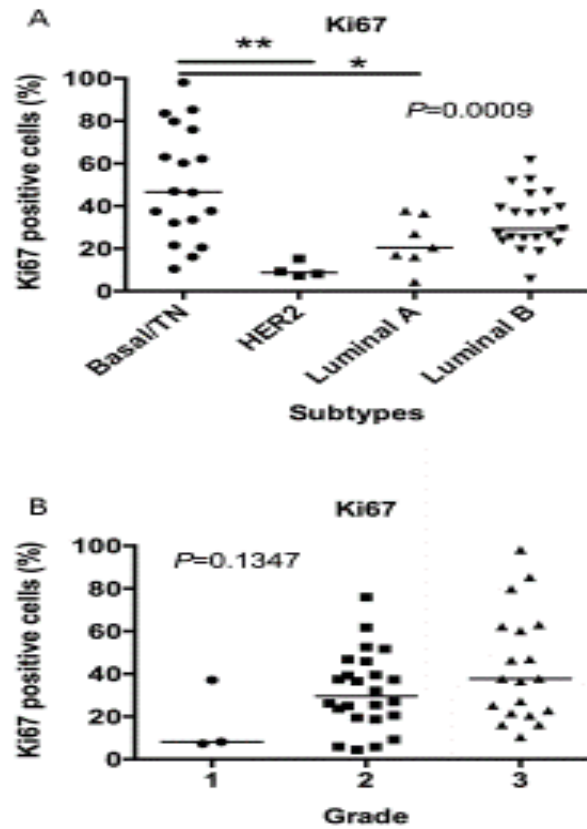 A
Ki67
**
*
P=0.0009
Ki67 positive cells (%)
100
80
60
40
20
0
Basal/TN
HER2
Luminal A
Luminal B
Subtypes
B
Ki67
P=0.1347
Ki67 positive cells (%)
100
80
60
40
20
0
1
2
3
Grade